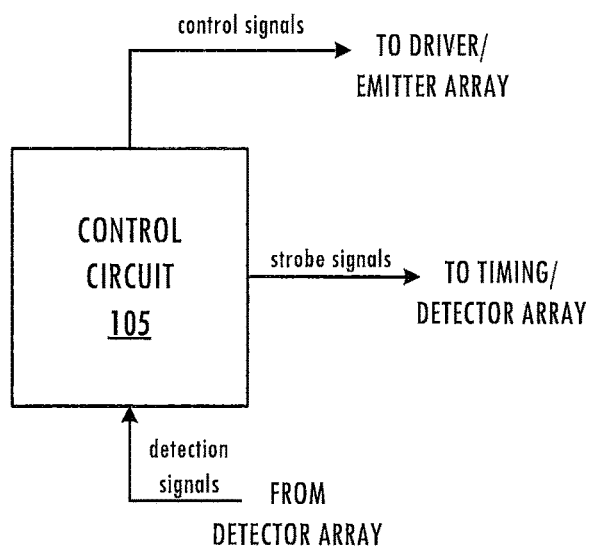 control signals
TO DRIVER/
EMITTER ARRAY
CONTROL
CIRCUIT
105
strobe signals
TO TIMING/
DETECTOR ARRAY
detection
signals
FROM
DETECTOR ARRAY